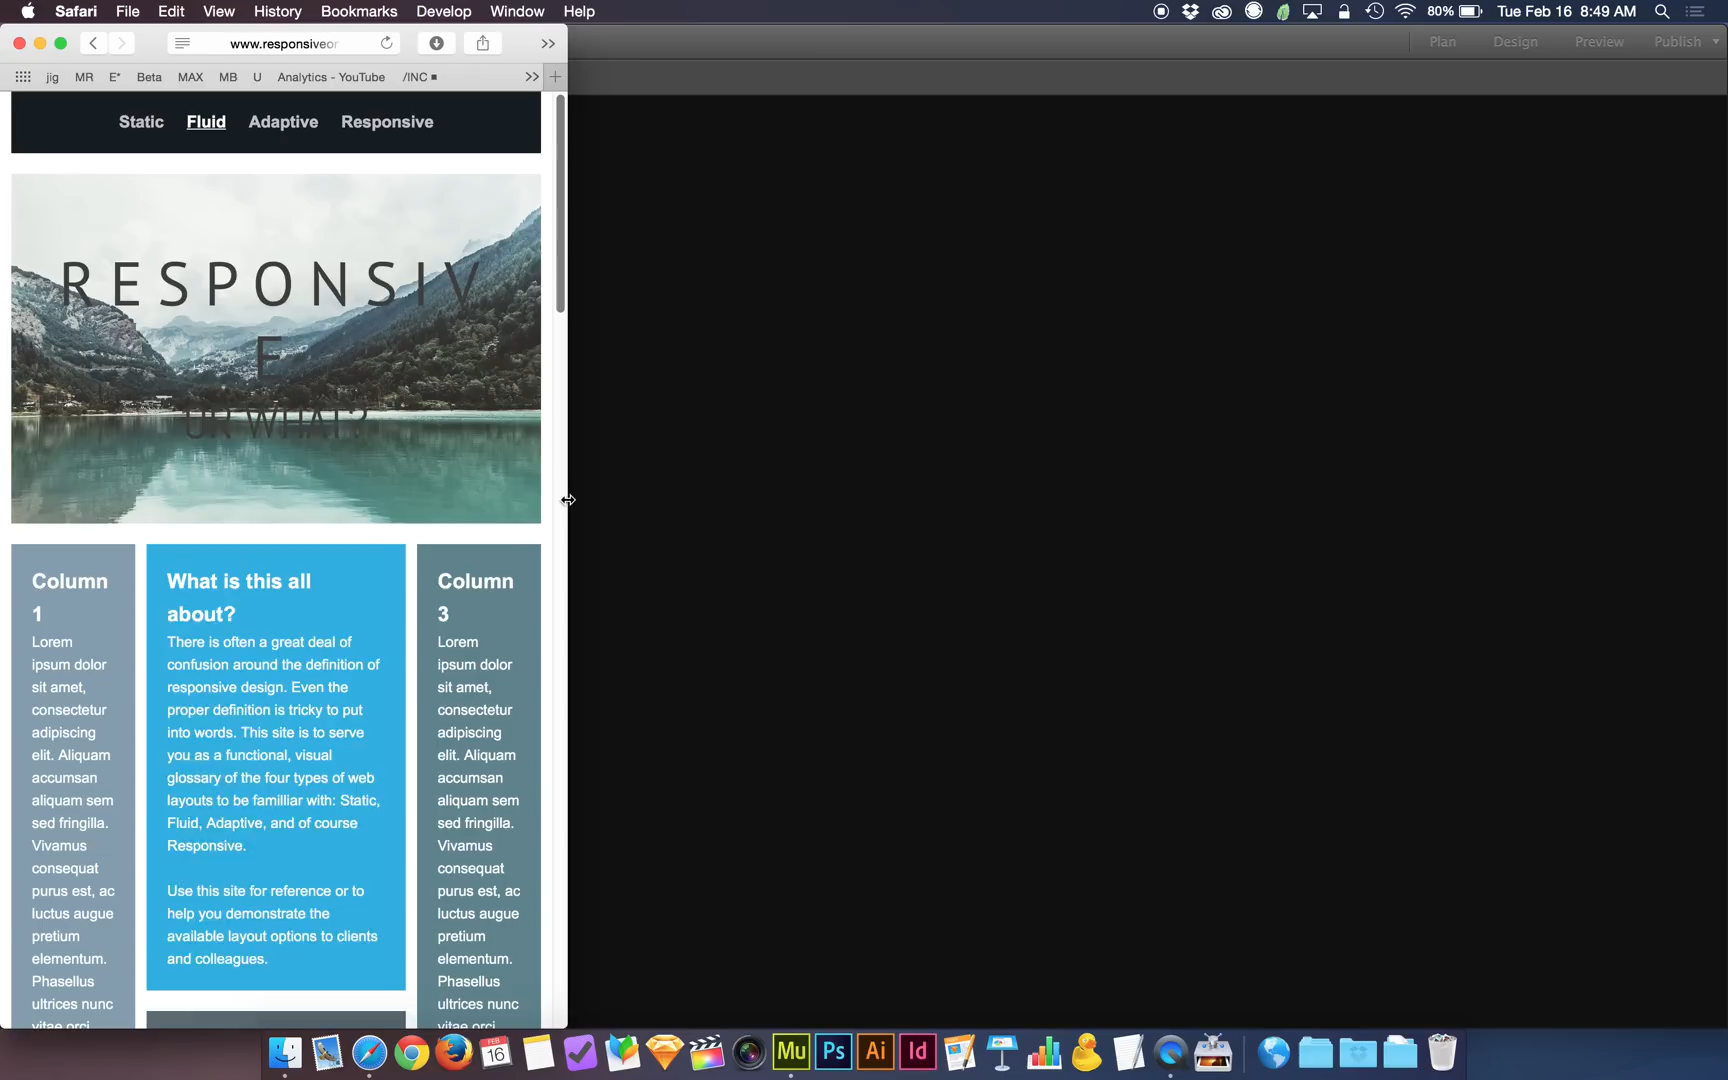 Safari File Edit View History Bookmarks Develop Window Help
80% Tue Feb 16 8:49 AM
www.responsiveor
Plan Design Preview Publish
jig MR E* Beta MAX MB U Analytics - YouTube /INC ■
Static Fluid Adaptive Responsive
RESPONSIV
E
OR WHAT?
Column
1
Lorem
ipsum dolor
sit amet,
consectetur
adipiscing
elit. Aliquam
accumsan
aliquam sem
sed fringilla.
Vivamus
consequat
purus est, ac
luctus augue
pretium
elementum.
Phasellus
ultrices nunc
vitae orci
What is this all
about?
There is often a great deal of
confusion around the definition of
responsive design. Even the
proper definition is tricky to put
into words. This site is to serve
you as a functional, visual
glossary of the four types of web
layouts to be familliar with: Static,
Fluid, Adaptive, and of course
Responsive.
Use this site for reference or to
help you demonstrate the
available layout options to clients
and colleagues.
Column
3
Lorem
ipsum dolor
sit amet,
consectetur
adipiscing
elit. Aliquam
accumsan
aliquam sem
sed fringilla.
Vivamus
consequat
purus est, ac
luctus augue
pretium
elementum.
Phasellus
ultrices nunc
vitae orci
FEB
16
Mu Ps Ai Id